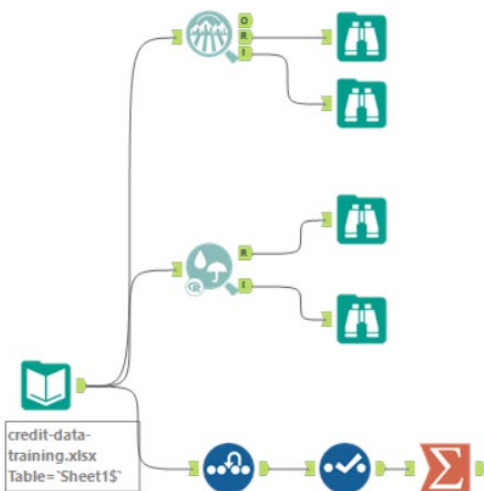 O
R
I
R
I
R
credit-data-
training.xlsx
Table=`Sheet1$`
Σ